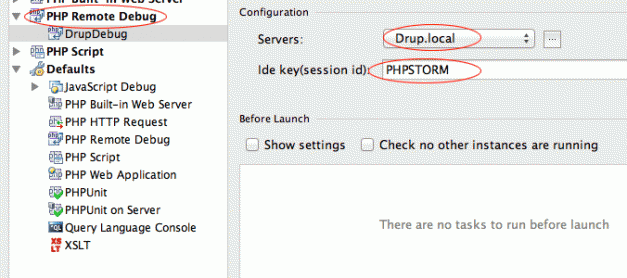 PHP Built-in Web Server
PHP Remote Debug
DrupDebug
PHP Script
Defaults
JavaScript Debug
PHP Built-in Web Server
PHP HTTP Request
PHP Remote Debug
PHP Script
PHP Web Application
PHPUnit
PHPUnit on Server
Query Language Console
XSLT
Configuration
Servers: Drup.local ...
Ide key(session id): PHPSTORM
Before Launch
Show settings Check no other instances are running
There are no tasks to run before launch